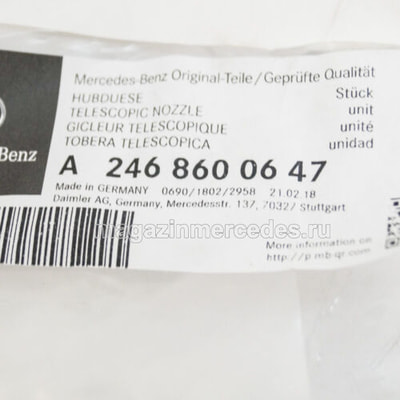 Mercedes-Benz Original-Teile/Geprüfte Qualität
HUBDUESE Stück
TELESCOPIC NOZZLE unit
GICLEUR TELESCOPIQUE unité
TOBERA TELESCOPICA unidad
Benz
A 246 860 06 47
Made in GERMANY 0690/1802/2958 21.02.18
Daimler AG, Germany, Mercedesstr. 137, 70327 Stuttgart
magazinmercedes.ru
More information on
http://p.mb-qr.com/